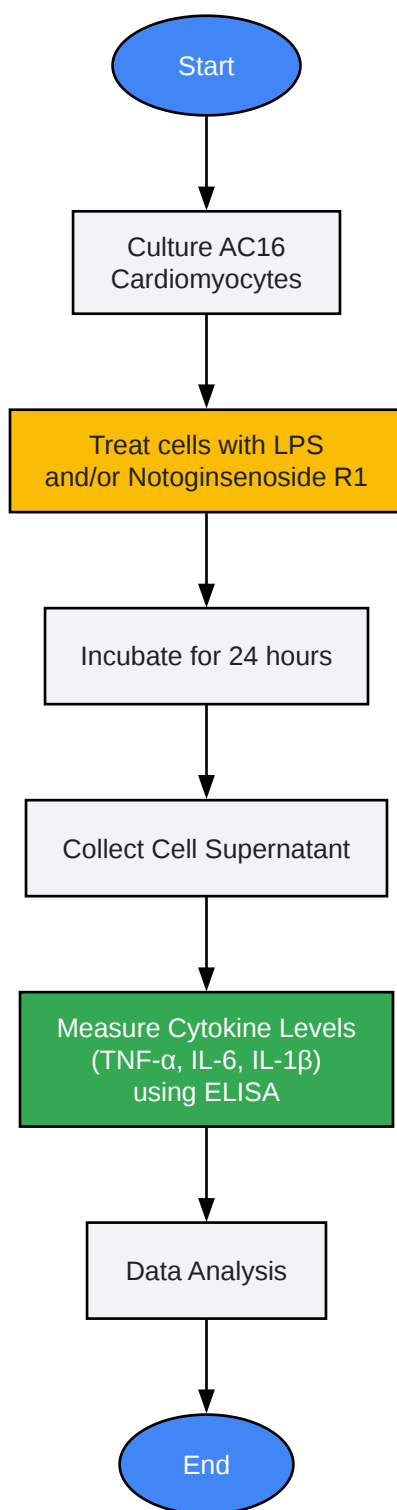 Start
Culture AC16
Cardiomyocytes
Treat cells with LPS
and/or Notoginsenoside R1
Incubate for 24 hours
Collect Cell Supernatant
Measure Cytokine Levels
(TNF-α, IL-6, IL-1β)
using ELISA
Data Analysis
End